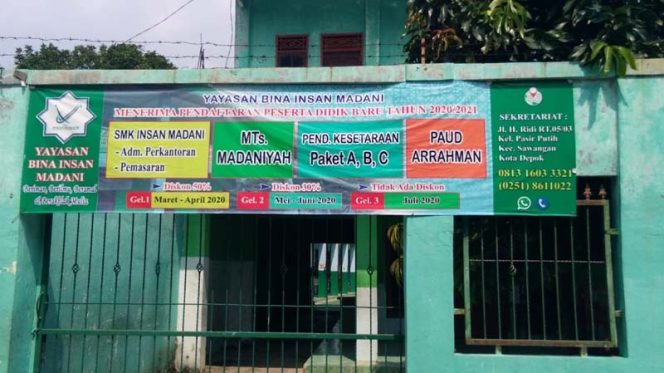 YAYASAN BINA INSAN MADANI
MENERIMA PENDAFTARAN PESERTA DIDIK BARU TAHUN 2020/2021
YAYASAN
BINA INSAN
MADANI
SMK INSAN MADANI
- Adm. Perkantoran
- Pemasaran
MTs.
MADANIYAH
PEND. KESETARAAN
Paket A, B, C
PAUD
ARRAHMAN
Diskon 50%
Diskon 30%
Tidak Ada Diskon
Gel.1 Maret - April 2020
Gel. 2 Mei - Juni 2020
Gel. 3 Juli 2020
SEKRETARIAT :
Jl. H. Ridi RT.05/03
Kel. Pasir Putih
Kec. Sawangan
Kota Depok
0813 1603 3321
(0251) 8611022